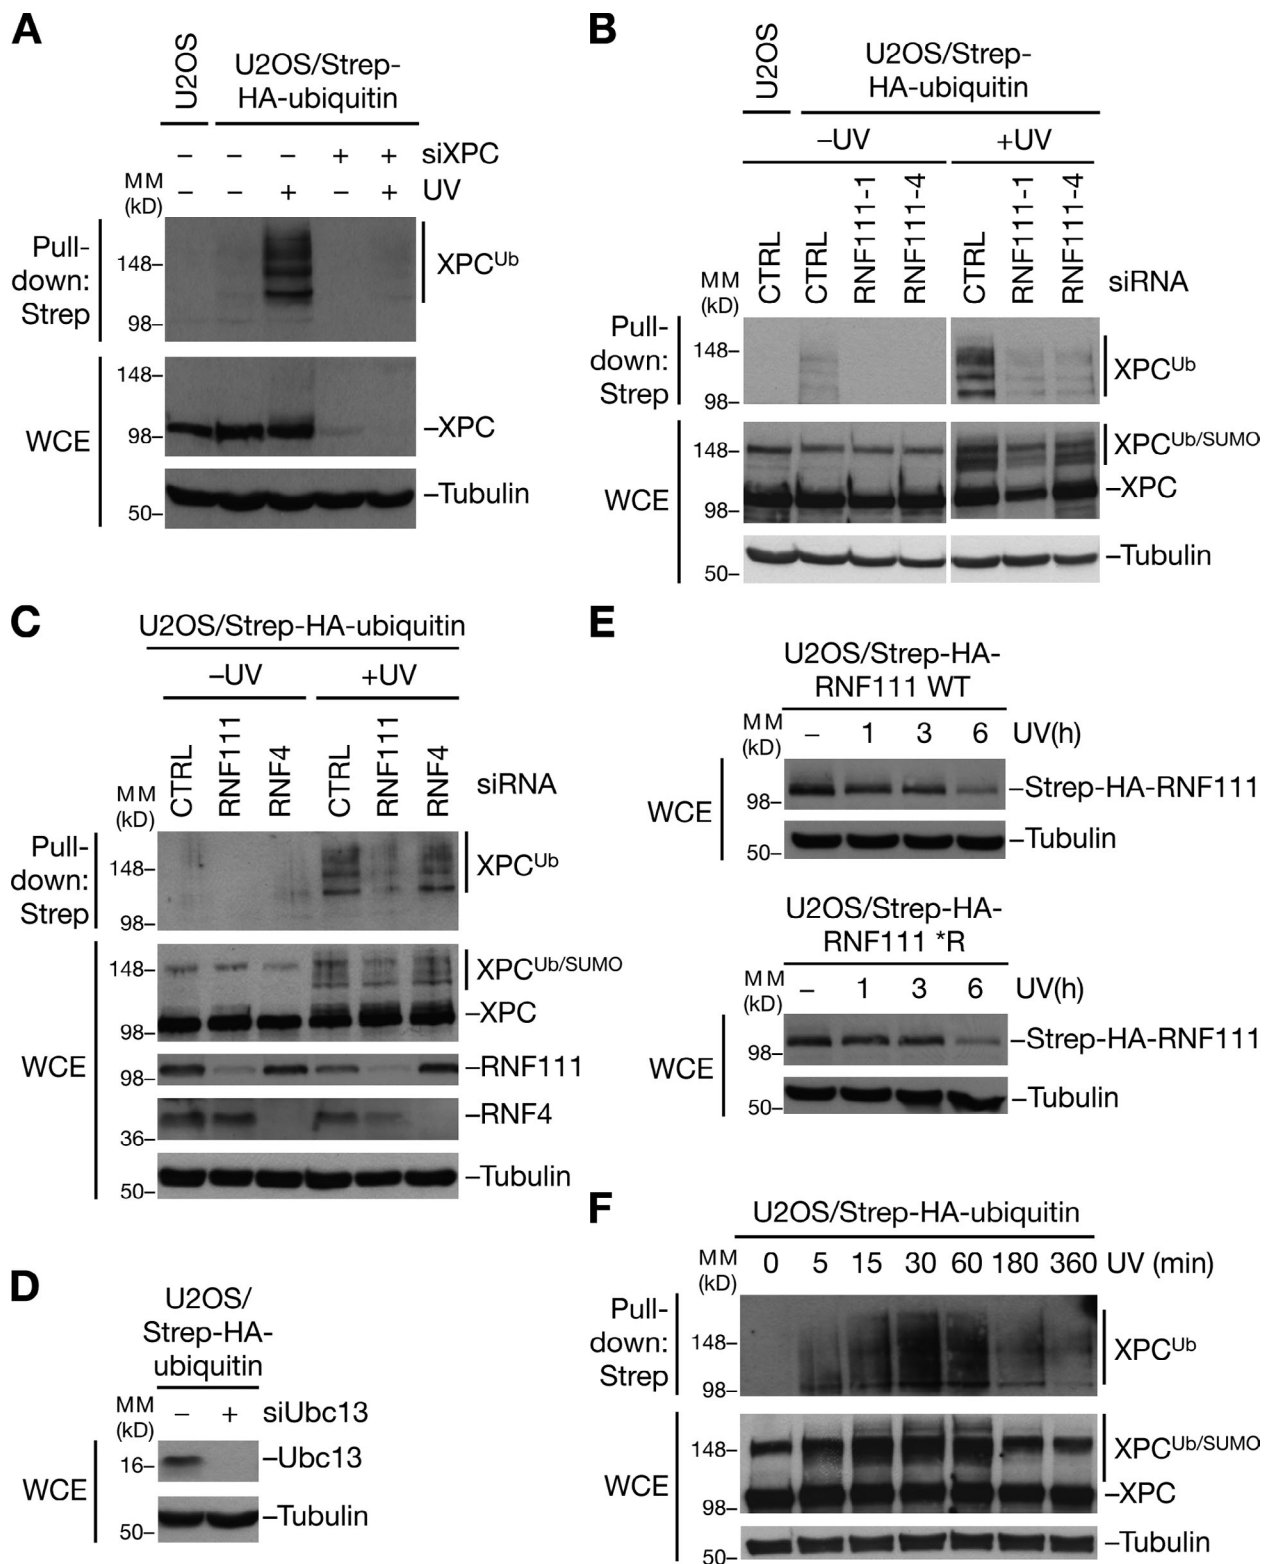 A
U2OS
U2OS/Strep-
HA-ubiquitin
– – – + + siXPC
– – + – + UV
MM
(kD)
Pull-
down:
Strep
148–
98–
XPCUb
WCE
148–
98–
–XPC
50–
–Tubulin
B
U2OS
U2OS/Strep-
HA-ubiquitin
–UV
+UV
CTRL
CTRL
RNF111-1
RNF111-4
CTRL
RNF111-1
RNF111-4
siRNA
MM
(kD)
Pull-
down:
Strep
148–
98–
XPCUb
WCE
148–
98–
XPCUb/SUMO
–XPC
50–
–Tubulin
C
U2OS/Strep-HA-ubiquitin
–UV
+UV
CTRL
RNF111
RNF4
CTRL
RNF111
RNF4
siRNA
MM
(kD)
Pull-
down:
Strep
148–
98–
XPCUb
WCE
148–
98–
XPCUb/SUMO
–XPC
98–
–RNF111
36–
–RNF4
50–
–Tubulin
D
U2OS/
Strep-HA-
ubiquitin
MM
(kD)
– + siUbc13
WCE
16–
–Ubc13
50–
–Tubulin
E
U2OS/Strep-HA-
RNF111 WT
MM
(kD)
– 1 3 6 UV(h)
WCE
98–
–Strep-HA-RNF111
50–
–Tubulin
U2OS/Strep-HA-
RNF111 *R
MM
(kD)
– 1 3 6 UV(h)
WCE
98–
–Strep-HA-RNF111
50–
–Tubulin
F
U2OS/Strep-HA-ubiquitin
MM
(kD)
0 5 15 30 60 180 360 UV (min)
Pull-
down:
Strep
148–
98–
XPCUb
WCE
148–
98–
XPCUb/SUMO
–XPC
50–
–Tubulin